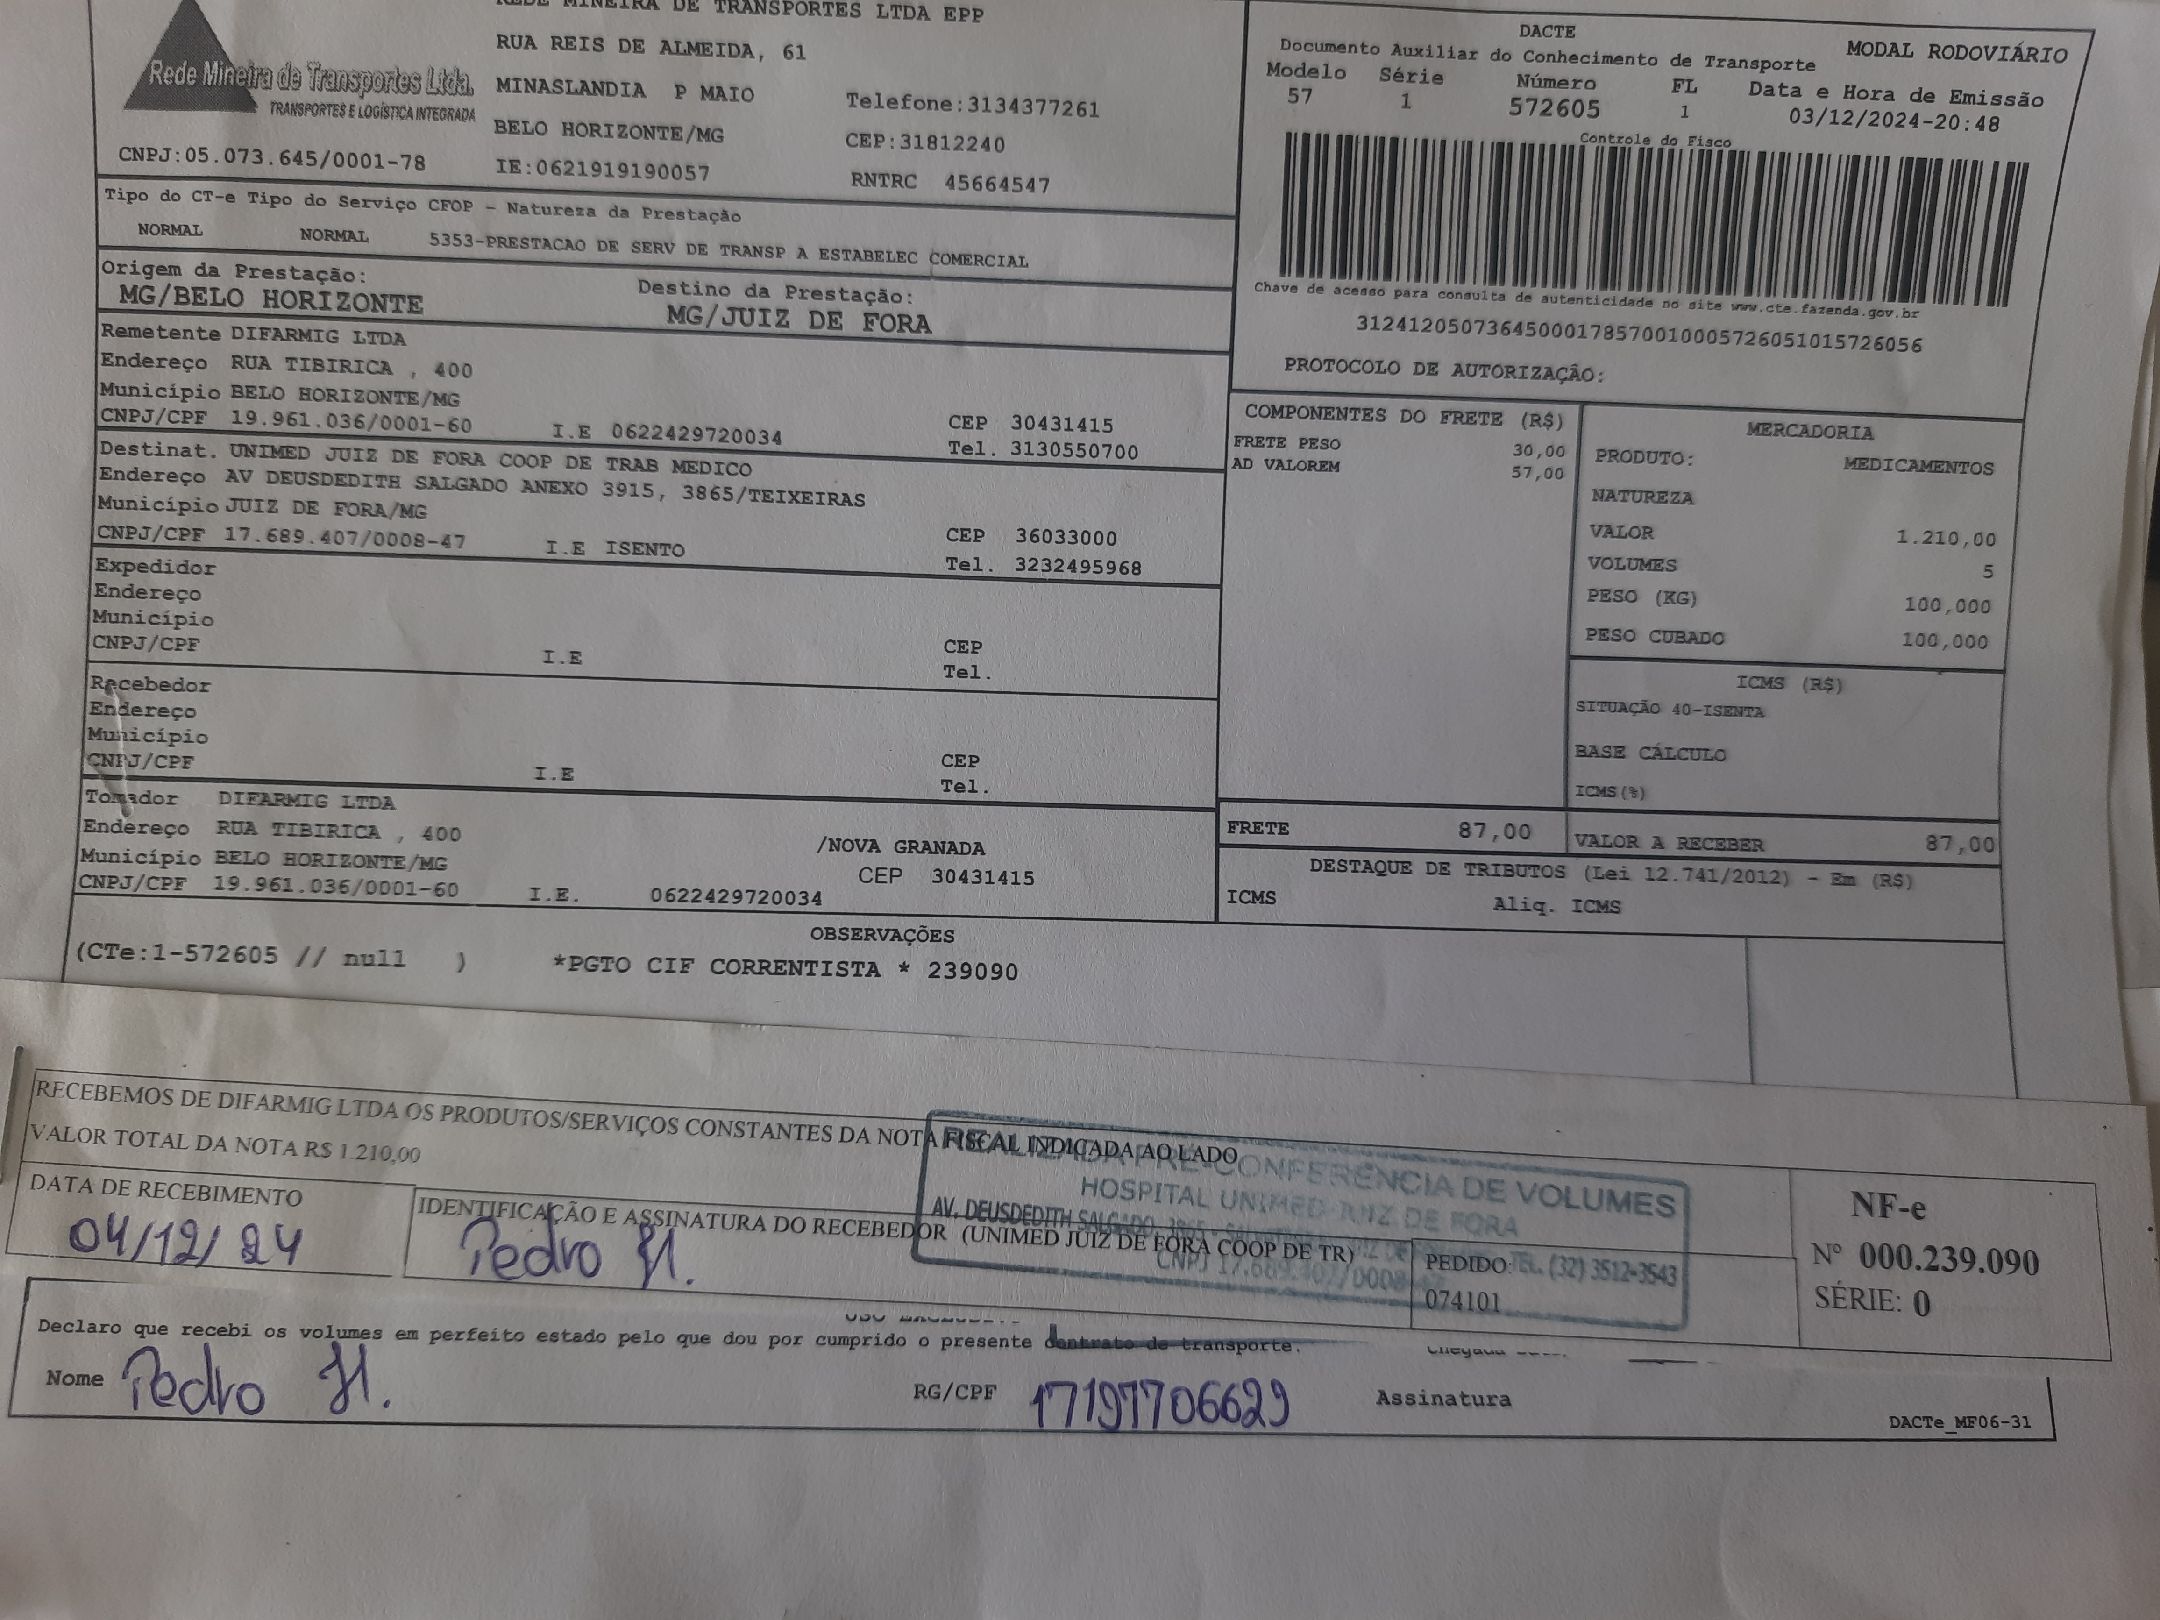 REDE MINEIRA DE TRANSPORTES LTDA EPP
Rede Mineira de Transportes Ltda.
TRANSPORTES E LOGÍSTICA INTEGRADA
RUA REIS DE ALMEIDA, 61
MINASLANDIA P MAIO Telefone:3134377261
BELO HORIZONTE/MG CEP:31812240
CNPJ:05.073.645/0001-78 IE:0621919190057 RNTRC 45664547
DACTE
Documento Auxiliar do Conhecimento de Transporte MODAL RODOVIÁRIO
Modelo Série Número FL Data e Hora de Emissão
57 1 572605 1 03/12/2024-20:48
Controle do Fisco
Chave de acesso para consulta de autenticidade no site www.cte.fazenda.gov.br
31241205073645000178570010005726051015726056
PROTOCOLO DE AUTORIZAÇÃO:
Tipo do CT-e Tipo do Serviço CFOP - Natureza da Prestação
NORMAL NORMAL 5353-PRESTACAO DE SERV DE TRANSP A ESTABELEC COMERCIAL
Origem da Prestação: Destino da Prestação:
MG/BELO HORIZONTE MG/JUIZ DE FORA
Remetente DIFARMIG LTDA
Endereço RUA TIBIRICA , 400
Município BELO HORIZONTE/MG CEP 30431415
CNPJ/CPF 19.961.036/0001-60 I.E 0622429720034 Tel. 3130550700
Destinat. UNIMED JUIZ DE FORA COOP DE TRAB MEDICO
Endereço AV DEUSDEDITH SALGADO ANEXO 3915, 3865/TEIXEIRAS
Município JUIZ DE FORA/MG CEP 36033000
CNPJ/CPF 17.689.407/0008-47 I.E ISENTO Tel. 3232495968
Expedidor
Endereço
Município CEP
CNPJ/CPF I.E Tel.
Recebedor
Endereço
Município CEP
CNPJ/CPF I.E Tel.
Tomador DIFARMIG LTDA
Endereço RUA TIBIRICA , 400 /NOVA GRANADA
Município BELO HORIZONTE/MG CEP 30431415
CNPJ/CPF 19.961.036/0001-60 I.E. 0622429720034
COMPONENTES DO FRETE (R$)
FRETE PESO 30,00
AD VALOREM 57,00
MERCADORIA
PRODUTO: MEDICAMENTOS
NATUREZA
VALOR 1.210,00
VOLUMES 5
PESO (KG) 100,000
PESO CUBADO 100,000
ICMS (R$)
SITUAÇÃO 40-ISENTA
BASE CÁLCULO
ICMS(%)
FRETE 87,00 VALOR A RECEBER 87,00
DESTAQUE DE TRIBUTOS (Lei 12.741/2012) - Em (R$)
ICMS Aliq. ICMS
OBSERVAÇÕES
(CTe:1-572605 // null ) *PGTO CIF CORRENTISTA * 239090
RECEBEMOS DE DIFARMIG LTDA OS PRODUTOS/SERVIÇOS CONSTANTES DA NOTA FISCAL INDICADA AO LADO
VALOR TOTAL DA NOTA R$ 1.210,00
REALIZADA PRÉ-CONFERÊNCIA DE VOLUMES
HOSPITAL UNIMED JUIZ DE FORA
AV. DEUSDEDITH SALGADO, 3865
TEL. (32) 3512-3543
CNPJ 17.689.407/0008-47
DATA DE RECEBIMENTO IDENTIFICAÇÃO E ASSINATURA DO RECEBEDOR (UNIMED JUIZ DE FORA COOP DE TR)
04/12/24 Pedro H.
PEDIDO:
074101
NF-e
Nº 000.239.090
SÉRIE: 0
Declaro que recebi os volumes em perfeito estado pelo que dou por cumprido o presente contrato de transporte.
Nome Pedro H. RG/CPF 17197706629 Assinatura
DACTe_MF06-31